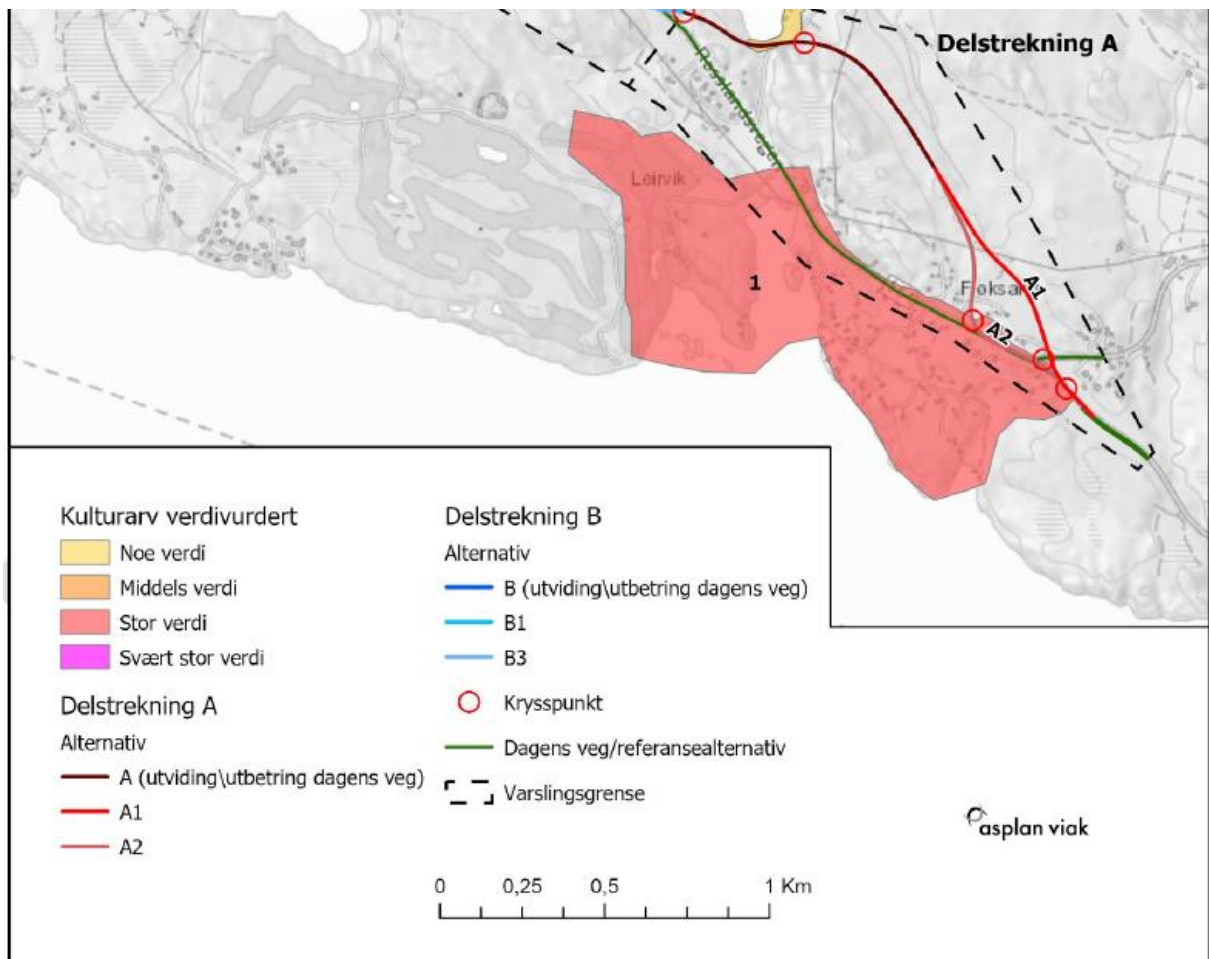 Delstrekning A
Rosslandsvegen
Leirvik
1
Fløksand
A1
A2
Kulturarv verdivurdert
Noe verdi
Middels verdi
Stor verdi
Svært stor verdi
Delstrekning A
Alternativ
A (utviding\utbetring dagens veg)
A1
A2
Delstrekning B
Alternativ
B (utviding\utbetring dagens veg)
B1
B3
Krysspunkt
Dagens veg/referansealternativ
Varslingsgrense
asplan viak
0 0,25 0,5 1 Km